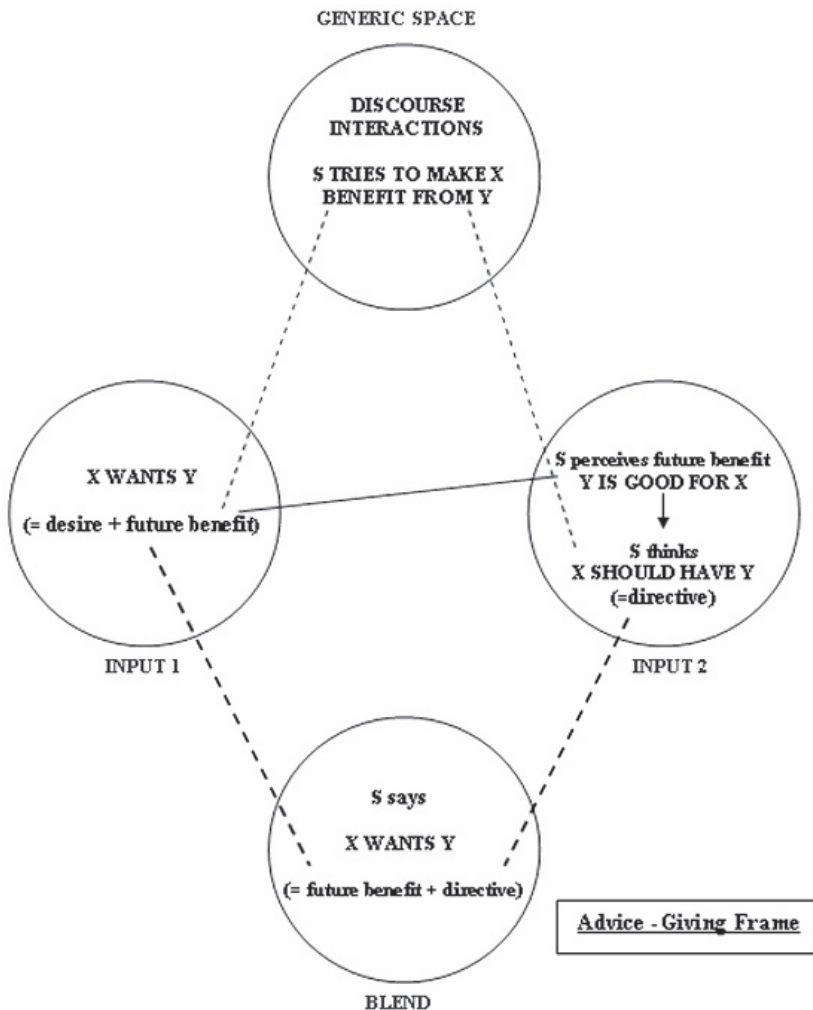 GENERIC SPACE
DISCOURSE
INTERACTIONS
S TRIES TO MAKE X
BENEFIT FROM Y
X WANTS Y
(= desire + future benefit)
INPUT 1
S perceives future benefit
Y IS GOOD FOR X
S thinks
X SHOULD HAVE Y
(=directive)
INPUT 2
S says
X WANTS Y
(= future benefit + directive)
BLEND
Advice - Giving Frame